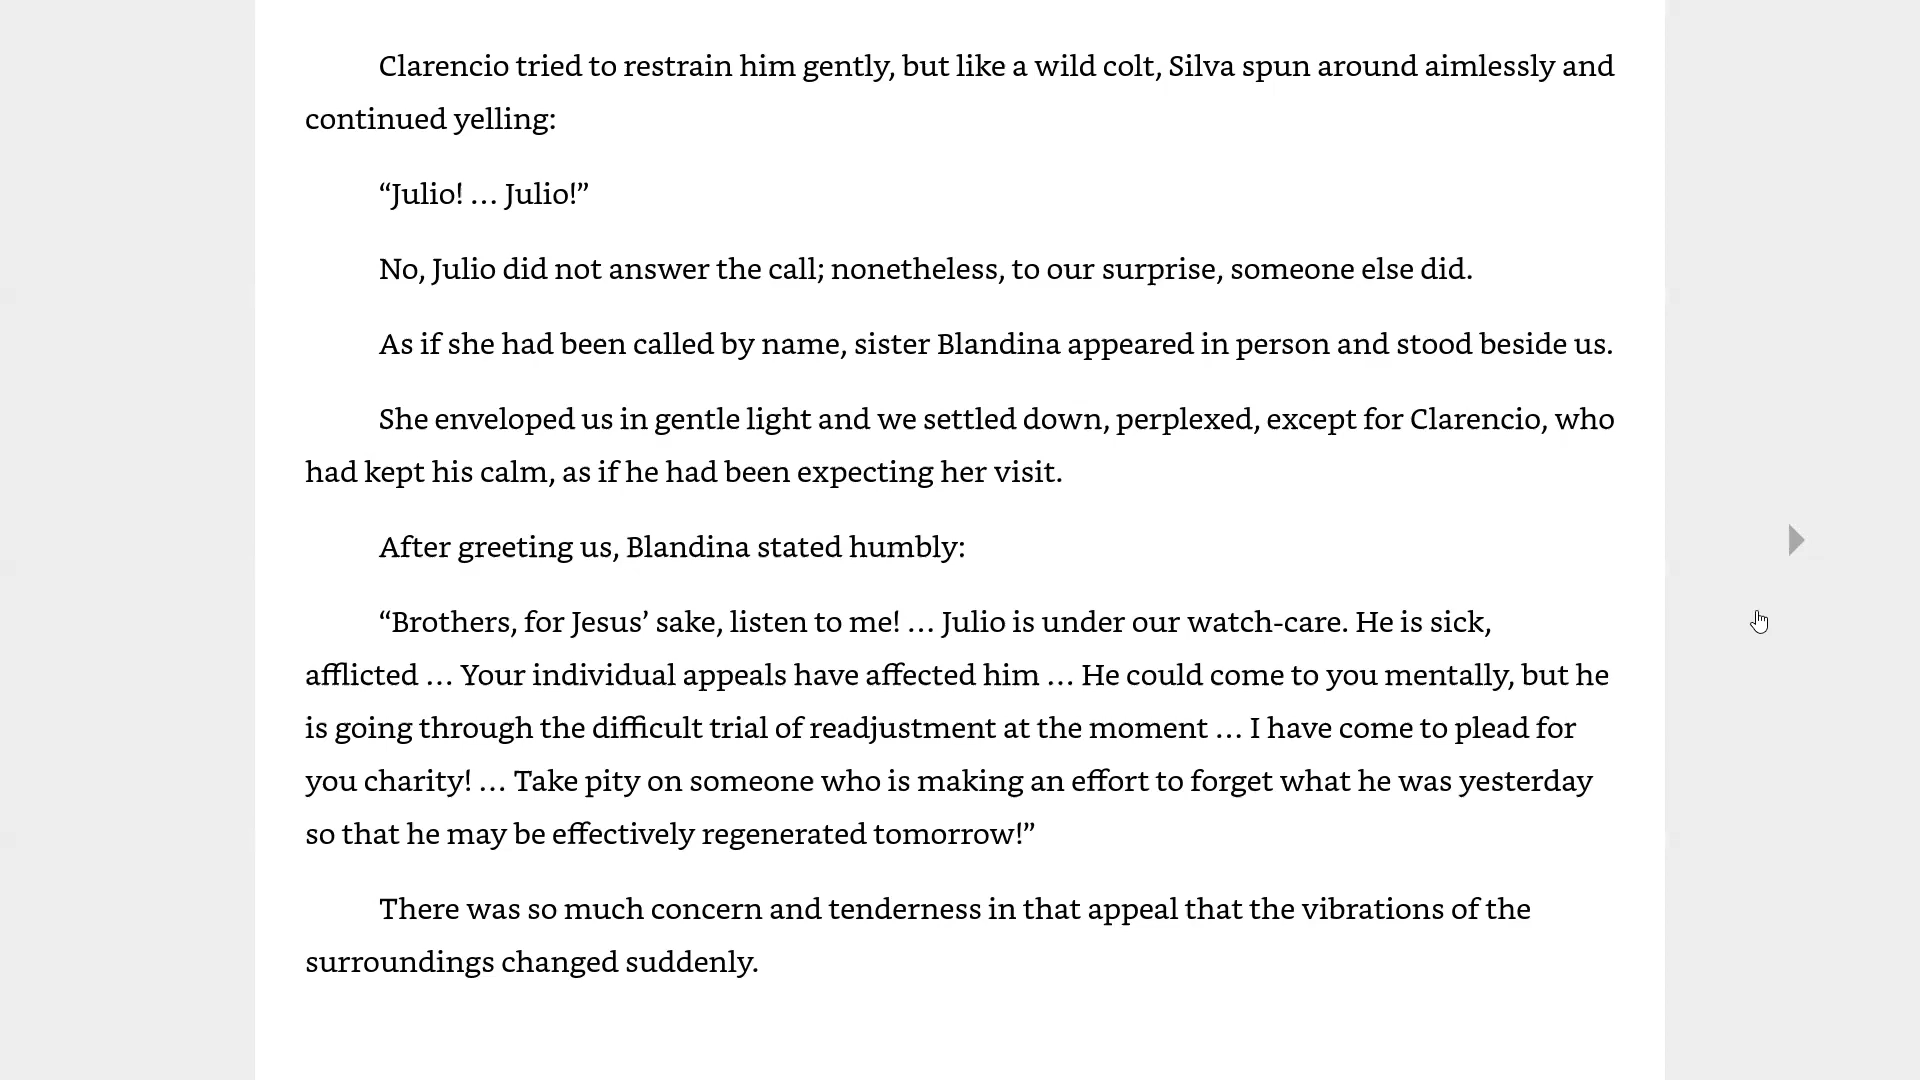 Clarencio tried to restrain him gently, but like a wild colt, Silva spun around aimlessly and
continued yelling:
“Julio! … Julio!”
No, Julio did not answer the call; nonetheless, to our surprise, someone else did.
As if she had been called by name, sister Blandina appeared in person and stood beside us.
She enveloped us in gentle light and we settled down, perplexed, except for Clarencio, who
had kept his calm, as if he had been expecting her visit.
After greeting us, Blandina stated humbly:
“Brothers, for Jesus’ sake, listen to me! … Julio is under our watch-care. He is sick,
afflicted … Your individual appeals have affected him … He could come to you mentally, but he
is going through the difficult trial of readjustment at the moment … I have come to plead for
you charity! … Take pity on someone who is making an effort to forget what he was yesterday
so that he may be effectively regenerated tomorrow!”
There was so much concern and tenderness in that appeal that the vibrations of the
surroundings changed suddenly.